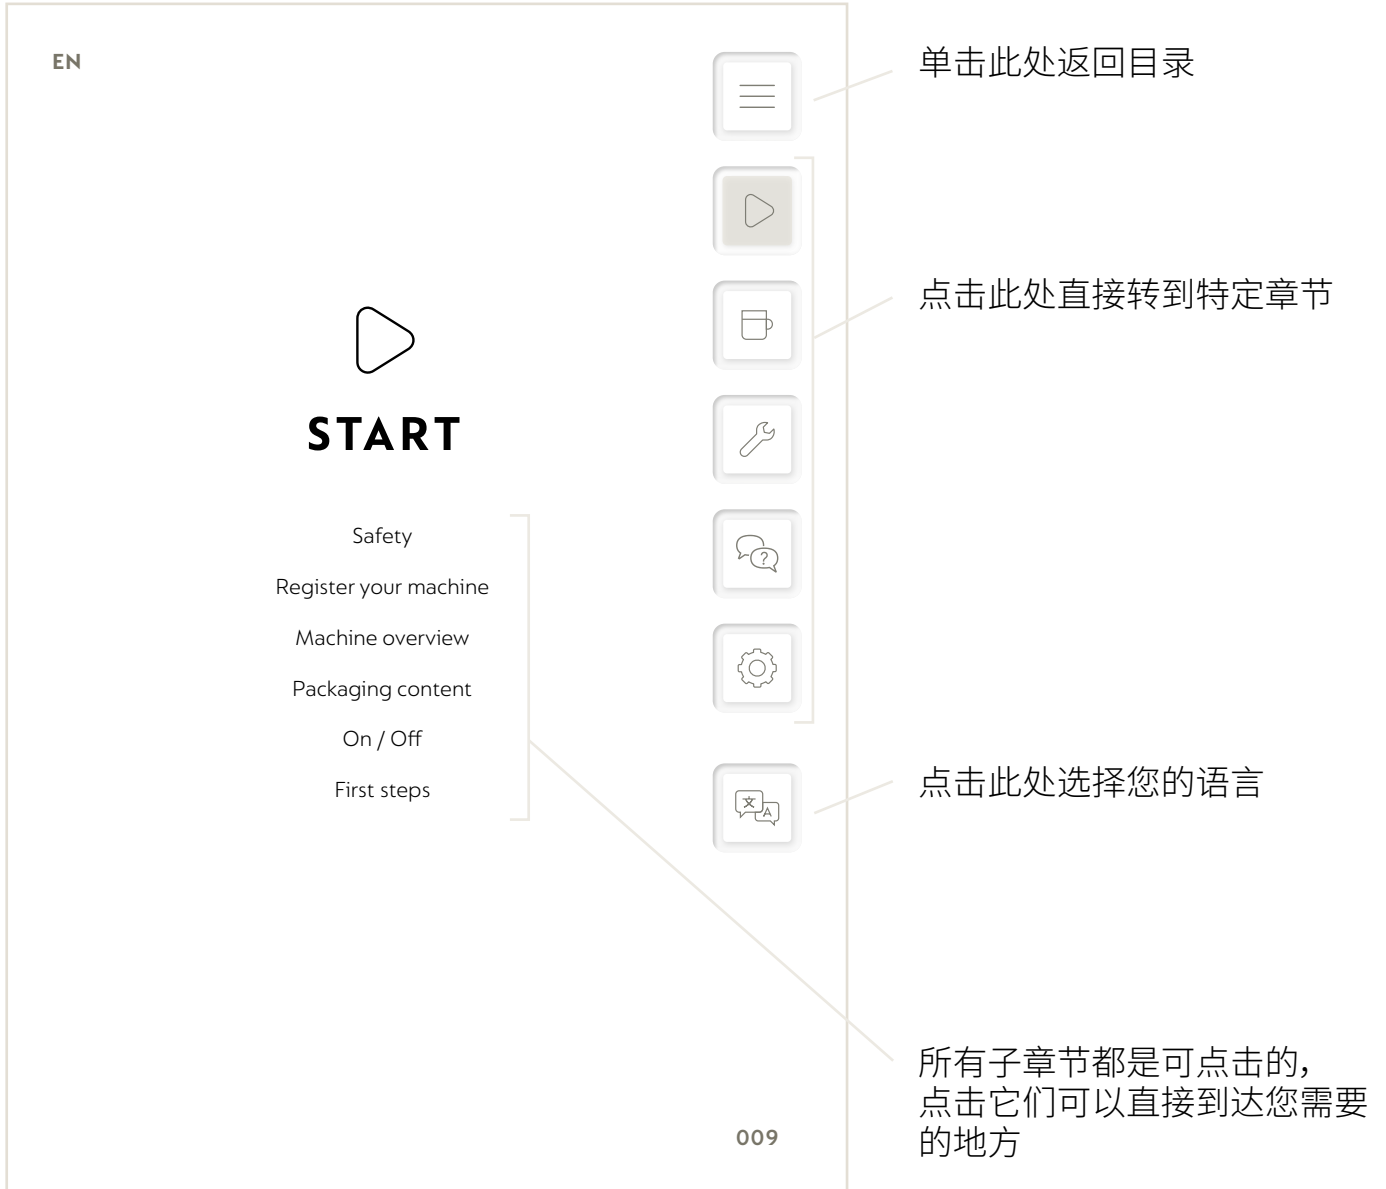 EN
单击此处返回目录
点击此处直接转到特定章节
START
Safety
Register your machine
Machine overview
Packaging content
On / Off
First steps
?
文
A
点击此处选择您的语言
所有子章节都是可点击的，
点击它们可以直接到达您需要
的地方
009